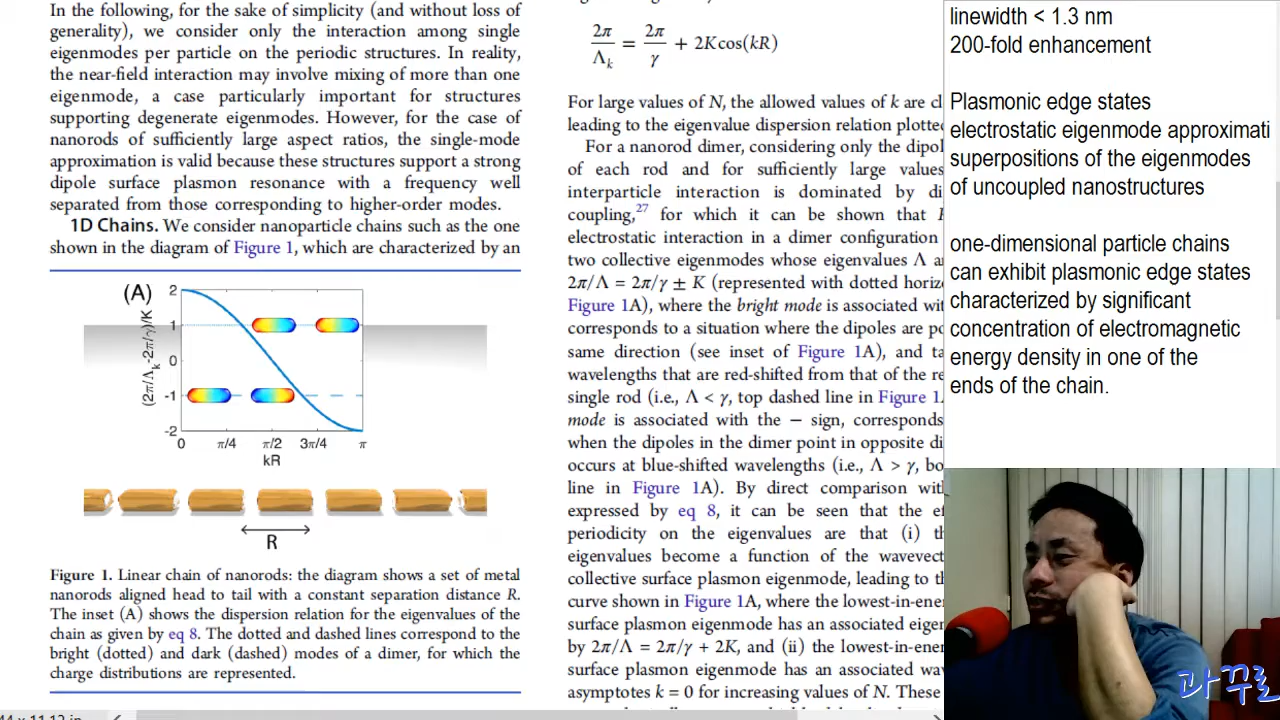 In the following, for the sake of simplicity (and without loss of
generality), we consider only the interaction among single
eigenmodes per particle on the periodic structures. In reality,
the near-field interaction may involve mixing of more than one
eigenmode, a case particularly important for structures
supporting degenerate eigenmodes. However, for the case of
nanorods of sufficiently large aspect ratios, the single-mode
approximation is valid because these structures support a strong
dipole surface plasmon resonance with a frequency well
separated from those corresponding to higher-order modes.
1D Chains. We consider nanoparticle chains such as the one
shown in the diagram of Figure 1, which are characterized by an
(A)
(2π/Λk-2π/γ)/K
2
1
0
-1
-2
0 π/4 π/2 3π/4 π
kR
R
Figure 1. Linear chain of nanorods: the diagram shows a set of metal
nanorods aligned head to tail with a constant separation distance R.
The inset (A) shows the dispersion relation for the eigenvalues of the
chain as given by eq 8. The dotted and dashed lines correspond to the
bright (dotted) and dark (dashed) modes of a dimer, for which the
charge distributions are represented.
2π/Λk = 2π/γ + 2Kcos(kR)
For large values of N, the allowed values of k are cl
leading to the eigenvalue dispersion relation plotte
For a nanorod dimer, considering only the dipol
of each rod and for sufficiently large values
interparticle interaction is dominated by di
coupling,27 for which it can be shown that
electrostatic interaction in a dimer configuration
two collective eigenmodes whose eigenvalues Λ a
2π/Λ = 2π/γ ± K (represented with dotted horiz
Figure 1A), where the bright mode is associated wit
corresponds to a situation where the dipoles are po
same direction (see inset of Figure 1A), and ta
wavelengths that are red-shifted from that of the re
single rod (i.e., Λ < γ, top dashed line in Figure 1
mode is associated with the − sign, corresponds
when the dipoles in the dimer point in opposite di
occurs at blue-shifted wavelengths (i.e., Λ > γ, bo
line in Figure 1A). By direct comparison wit
expressed by eq 8, it can be seen that the ef
periodicity on the eigenvalues are that (i) th
eigenvalues become a function of the wavevect
collective surface plasmon eigenmode, leading to th
curve shown in Figure 1A, where the lowest-in-ene
surface plasmon eigenmode has an associated eiger
by 2π/Λ = 2π/γ + 2K, and (ii) the lowest-in-ene
surface plasmon eigenmode has an associated wa
asymptotes k = 0 for increasing values of N. These
linewidth < 1.3 nm
200-fold enhancement
Plasmonic edge states
electrostatic eigenmode approximati
superpositions of the eigenmodes
of uncoupled nanostructures
one-dimensional particle chains
can exhibit plasmonic edge states
characterized by significant
concentration of electromagnetic
energy density in one of the
ends of the chain.
과꾸로